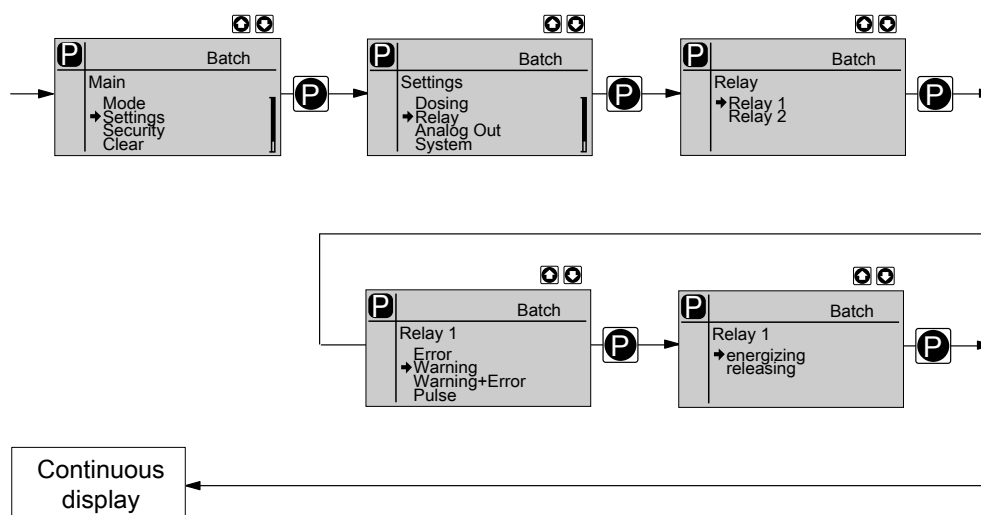 P
Batch
Main
Mode
Settings
Security
Clear
P
P
Batch
Settings
Dosing
Relay
Analog Out
System
P
P
Batch
Relay
Relay 1
Relay 2
P
P
Batch
Relay 1
Error
Warning
Warning+Error
Pulse
P
P
Batch
Relay 1
energizing
releasing
P
Continuous
display